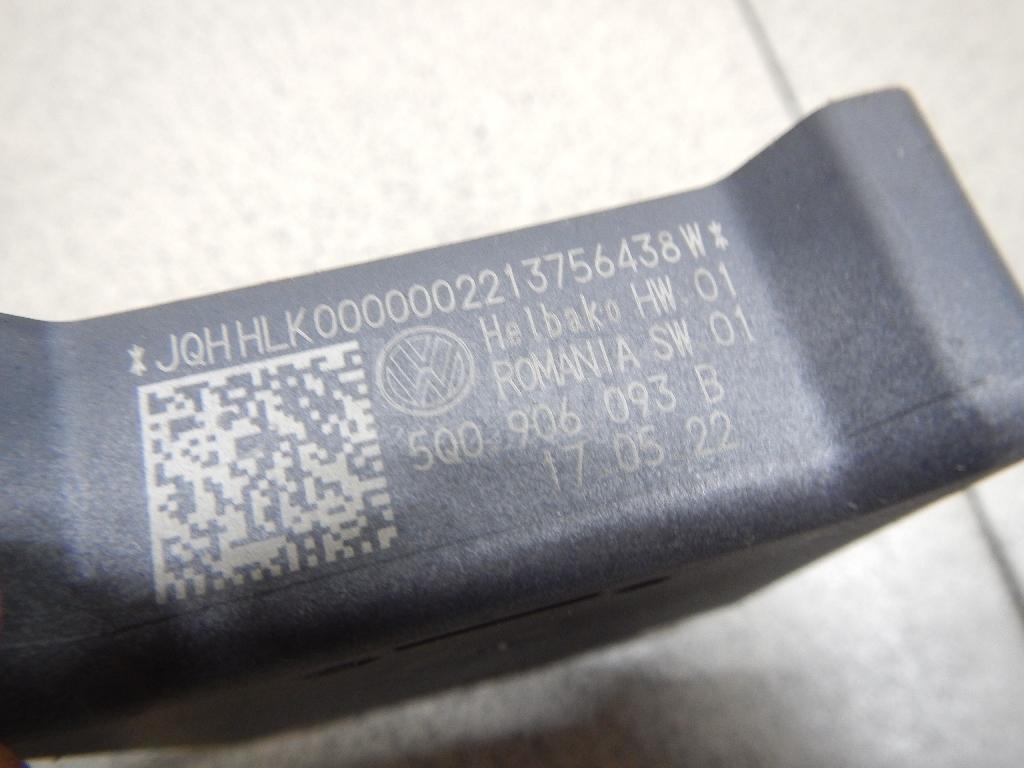 *JQHHLK0000002213756438W*
Helbako HW 01
ROMANIA SW 01
5Q0 906 093 B
17.05.22